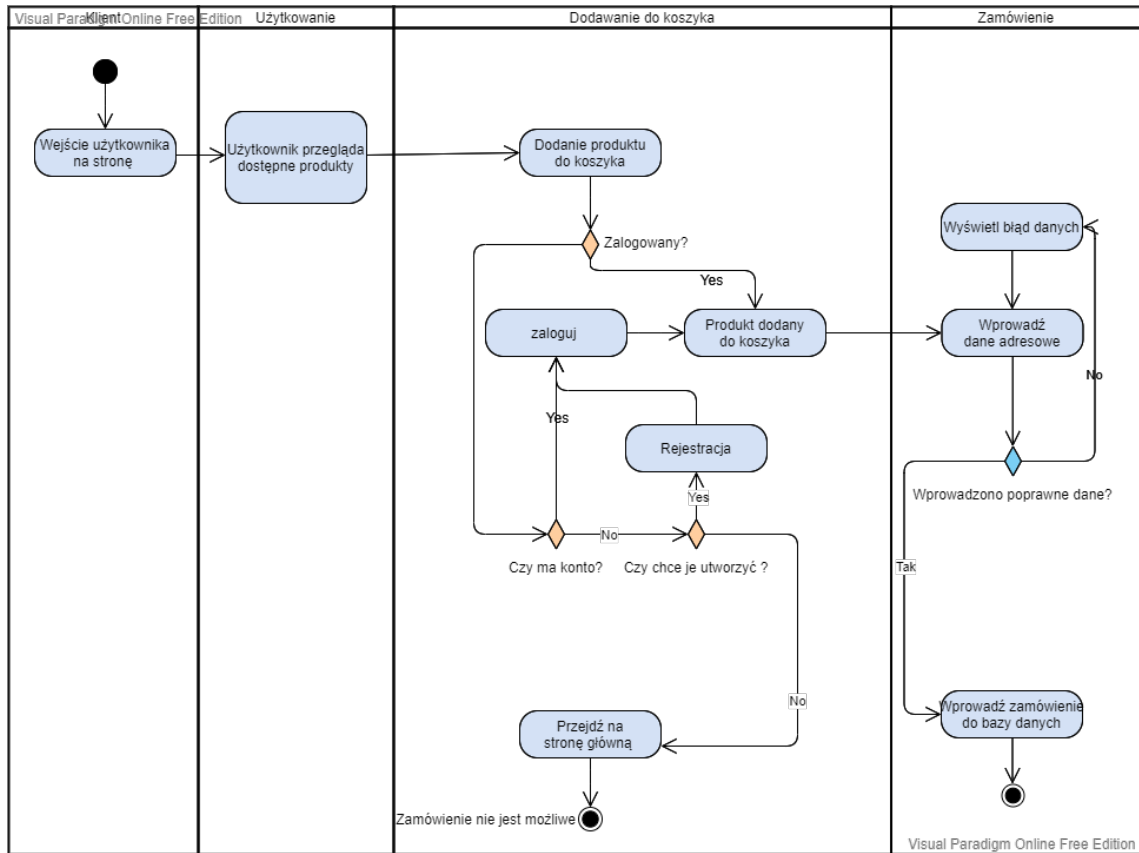 Visual Paradigm Online Free Edition
Klient
Użytkowanie
Dodawanie do koszyka
Zamówienie
Wejście użytkownika
na stronę
Użytkownik przegląda
dostępne produkty
Dodanie produktu
do koszyka
Zalogowany?
Yes
Wyświetl błąd danych
zaloguj
Produkt dodany
do koszyka
Wprowadź
dane adresowe
No
Yes
Rejestracja
Yes
Wprowadzono poprawne dane?
No
Czy ma konto?
Czy chce je utworzyć ?
Tak
No
Przejdź na
stronę główną
Wprowadź zamówienie
do bazy danych
Zamówienie nie jest możliwe
Visual Paradigm Online Free Edition